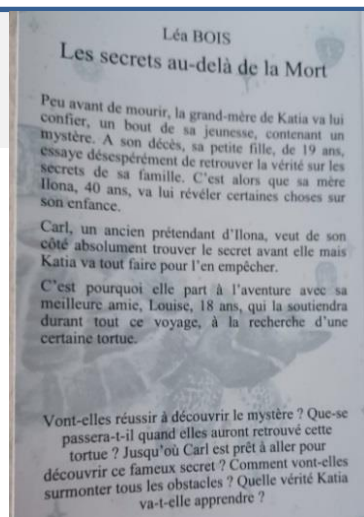 Léa BOIS
Les secrets au-delà de la Mort
Peu avant de mourir, la grand-mère de Katia va lui
confier, un bout de sa jeunesse, contenant un
mystère. A son décès, sa petite fille, de 19 ans,
essaye désespérément de retrouver la vérité sur les
secrets de sa famille. C'est alors que sa mère
Ilona, 40 ans, va lui révéler certaines choses sur
son enfance.
Carl, un ancien prétendant d'Ilona, veut de son
côté absolument trouver le secret avant elle mais
Katia va tout faire pour l'en empêcher.
C'est pourquoi elle part à l'aventure avec sa
meilleure amie, Louise, 18 ans, qui la soutiendra
durant tout ce voyage, à la recherche d'une
certaine tortue.
Vont-elles réussir à découvrir le mystère ? Que-se
passera-t-il quand elles auront retrouvé cette
tortue ? Jusqu'où Carl est prêt à aller pour
découvrir ce fameux secret ? Comment vont-elles
surmonter tous les obstacles ? Quelle vérité Katia
va-t-elle apprendre ?